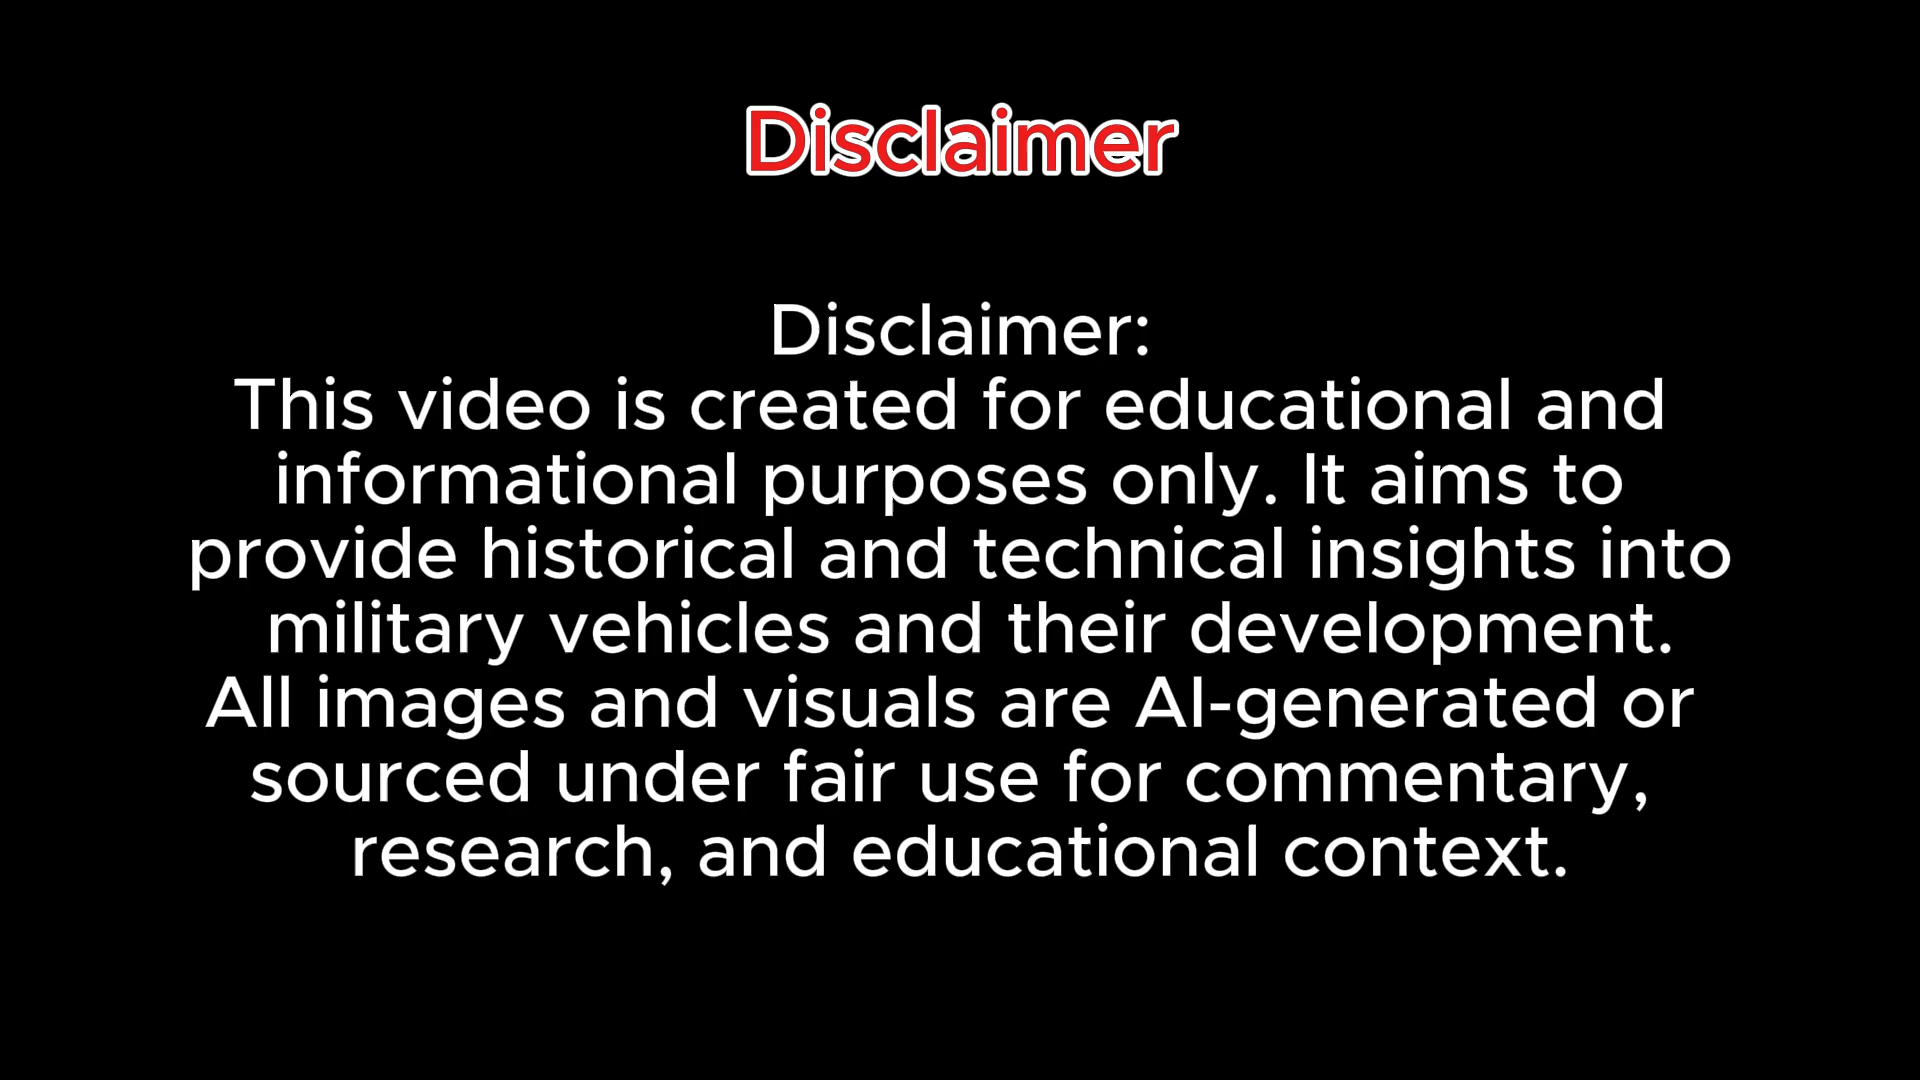 Disclaimer
Disclaimer:
This video is created for educational and
informational purposes only. It aims to
provide historical and technical insights into
military vehicles and their development.
All images and visuals are AI-generated or
sourced under fair use for commentary,
research, and educational context.